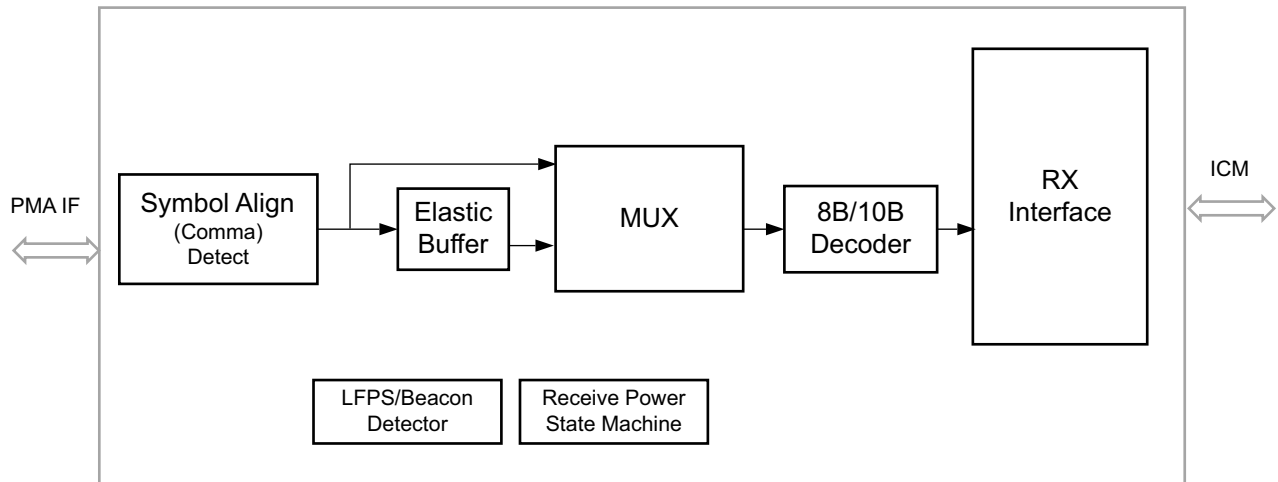 PMA IF
Symbol Align
(Comma)
Detect
Elastic
Buffer
MUX
8B/10B
Decoder
RX
Interface
ICM
LFPS/Beacon
Detector
Receive Power
State Machine